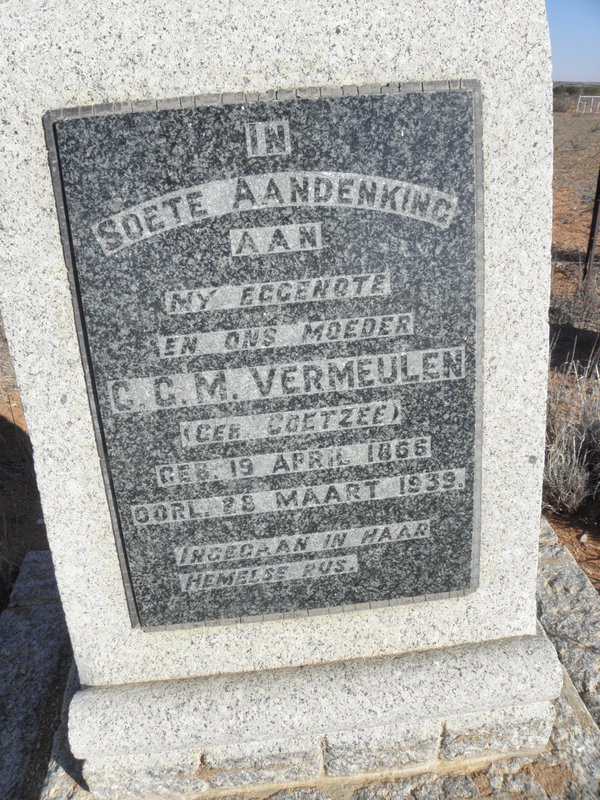 IN
SOETE AANDENKING
AAN
MY EGGENOTE
EN ONS MOEDER
G.G.M. VERMEULEN
(GEB GOETZEE)
GEB. 19 APRIL 1866
OORL. 28 MAART 1939.
INGEGAAN IN HAAR
HEMELSE RUS.